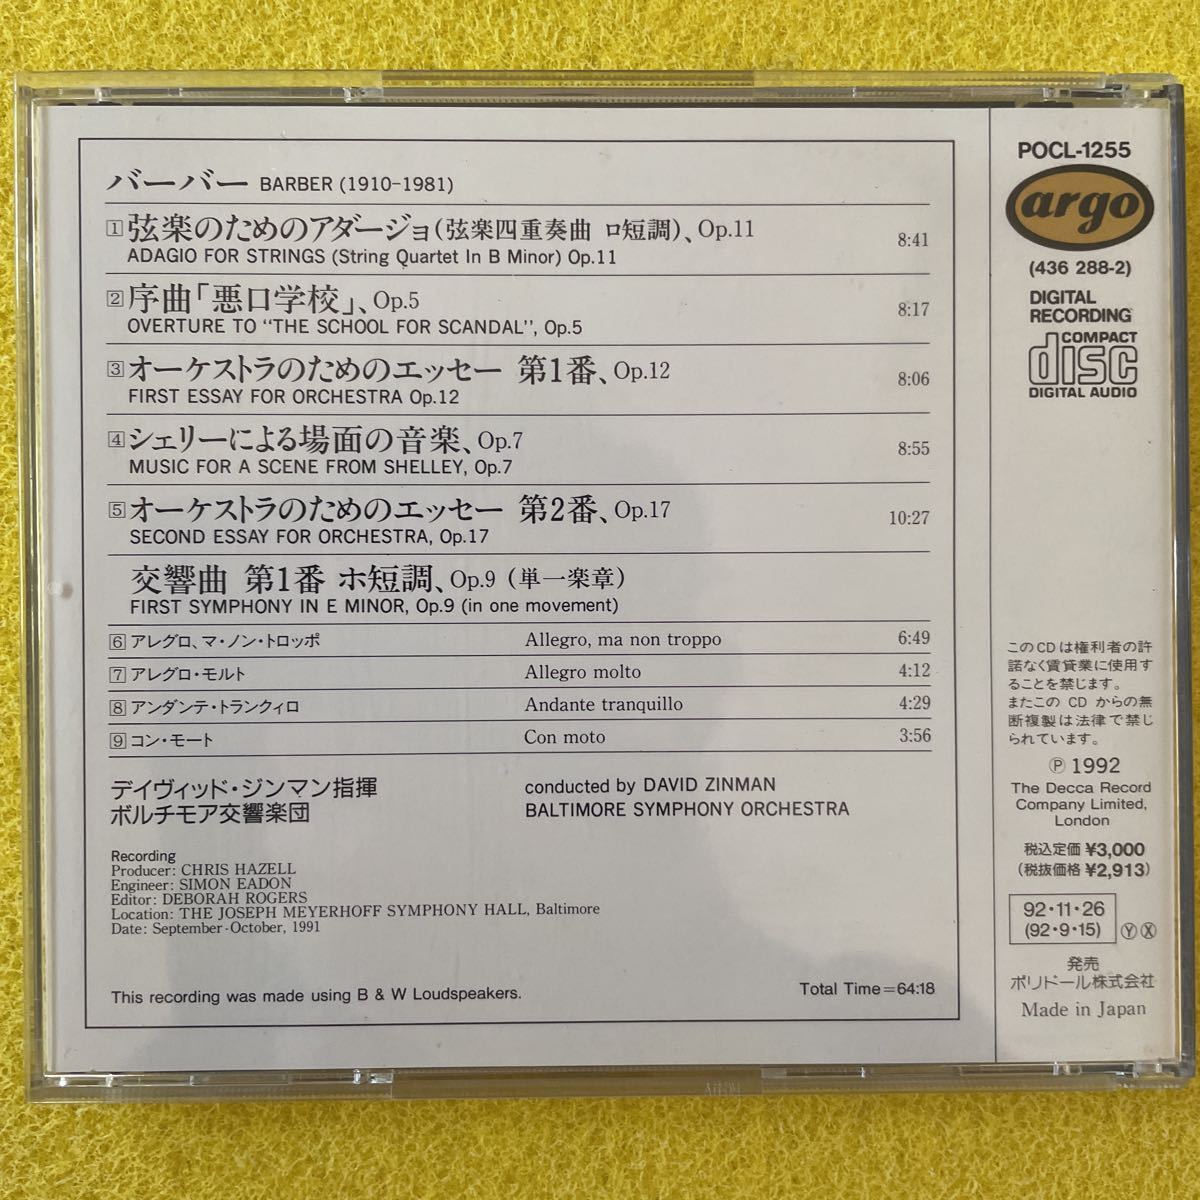 バーバー BARBER (1910-1981)
1 弦楽のためのアダージョ(弦楽四重奏曲 ロ短調)、Op.11 8:41
ADAGIO FOR STRINGS (String Quartet In B Minor) Op.11
2 序曲「悪口学校」、Op.5 8:17
OVERTURE TO "THE SCHOOL FOR SCANDAL", Op.5
3 オーケストラのためのエッセー 第1番、Op.12 8:06
FIRST ESSAY FOR ORCHESTRA Op.12
4 シェリーによる場面の音楽、Op.7 8:55
MUSIC FOR A SCENE FROM SHELLEY, Op.7
5 オーケストラのためのエッセー 第2番、Op.17 10:27
SECOND ESSAY FOR ORCHESTRA, Op.17
交響曲 第1番 ホ短調、Op.9 (単一楽章)
FIRST SYMPHONY IN E MINOR, Op.9 (in one movement)
6 アレグロ、マ・ノン・トロッポ Allegro, ma non troppo 6:49
7 アレグロ・モルト Allegro molto 4:12
8 アンダンテ・トランクィロ Andante tranquillo 4:29
9 コン・モート Con moto 3:56
デイヴィッド・ジンマン指揮 conducted by DAVID ZINMAN
ボルチモア交響楽団 BALTIMORE SYMPHONY ORCHESTRA
Recording
Producer: CHRIS HAZELL
Engineer: SIMON EADON
Editor: DEBORAH ROGERS
Location: THE JOSEPH MEYERHOFF SYMPHONY HALL, Baltimore
Date: September-October, 1991
This recording was made using B & W Loudspeakers.
Total Time=64:18
POCL-1255
argo
(436 288-2)
DIGITAL
RECORDING
COMPACT
disc
DIGITAL AUDIO
このCDは権利者の許
諾なく賃貸業に使用す
ることを禁じます。
またこの CD からの無
断複製は法律で禁じ
られています。
Ⓟ 1992
The Decca Record
Company Limited,
London
税込定価 ¥3,000
(税抜価格 ¥2,913)
92・11・26
(92・9・15) Ⓨ Ⓧ
発売
ポリドール株式会社
Made in Japan